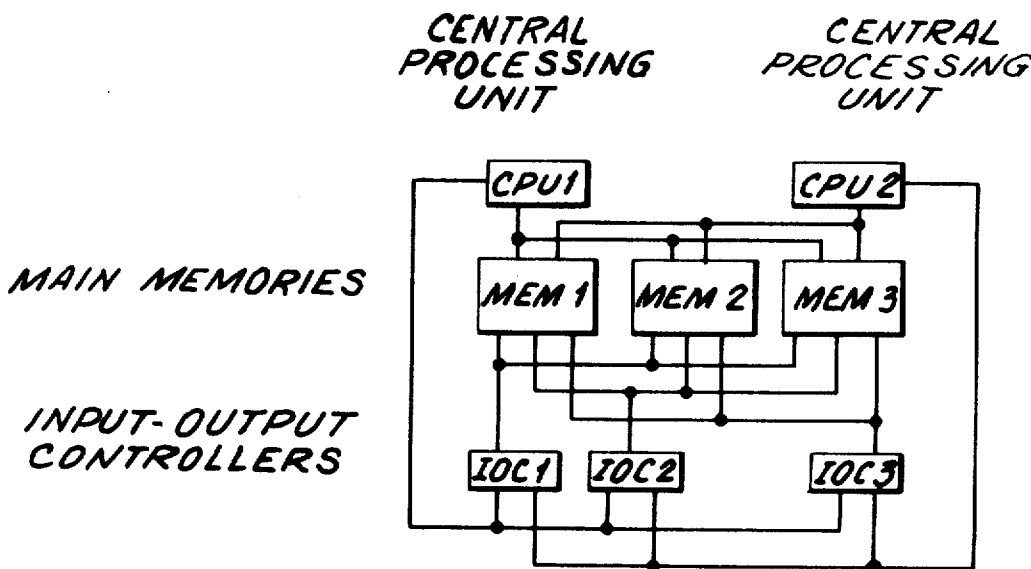 CENTRAL
PROCESSING
UNIT
CENTRAL
PROCESSING
UNIT
CPU1
CPU2
MAIN MEMORIES
MEM 1
MEM 2
MEM 3
INPUT-OUTPUT
CONTROLLERS
IOC1
IOC2
IOC3